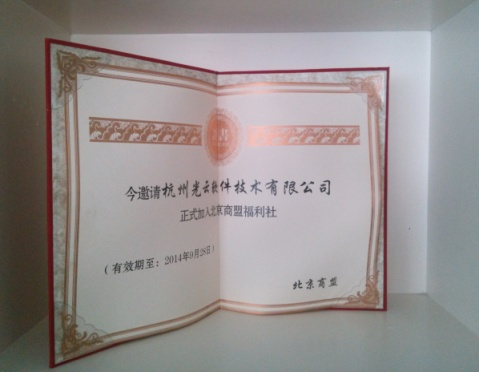 今邀请杭州光云软件技术有限公司
正式加入北京商盟福利社
（有效期至：2014年9月28日）
北京商盟